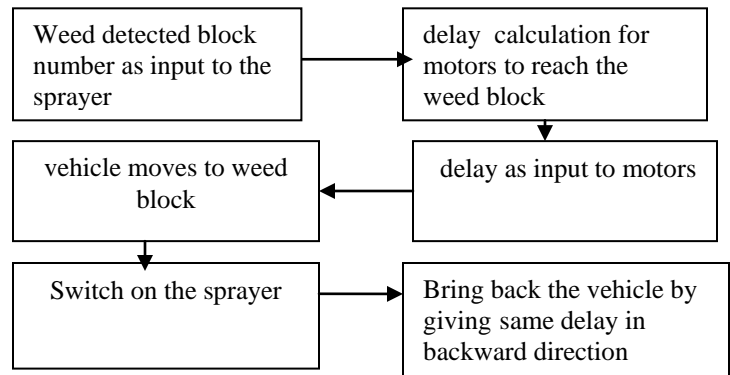 Weed detected block
number as input to the
sprayer
delay calculation for
motors to reach the
weed block
delay as input to motors
vehicle moves to weed
block
Switch on the sprayer
Bring back the vehicle by
giving same delay in
backward direction